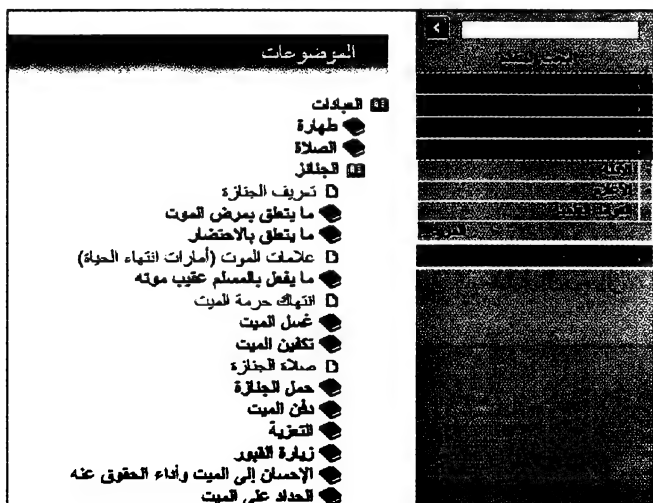 الموضوعات
العبادات
طهارة
الصلاة
الجنائز
تعريف الجنازة
ما يتعلق بمرض الموت
ما يتعلق بالاحتضار
علامات الموت (أمارات انتهاء الحياة)
ما يفعل بالمسلم عقيب موته
انتهاك حرمة الميت
غسل الميت
تكفين الميت
صلاة الجنازة
حمل الجنازة
دفن الميت
التعزية
زيارة القبور
الإحسان إلى الميت وأداء الحقوق عنه
الحداد على الميت